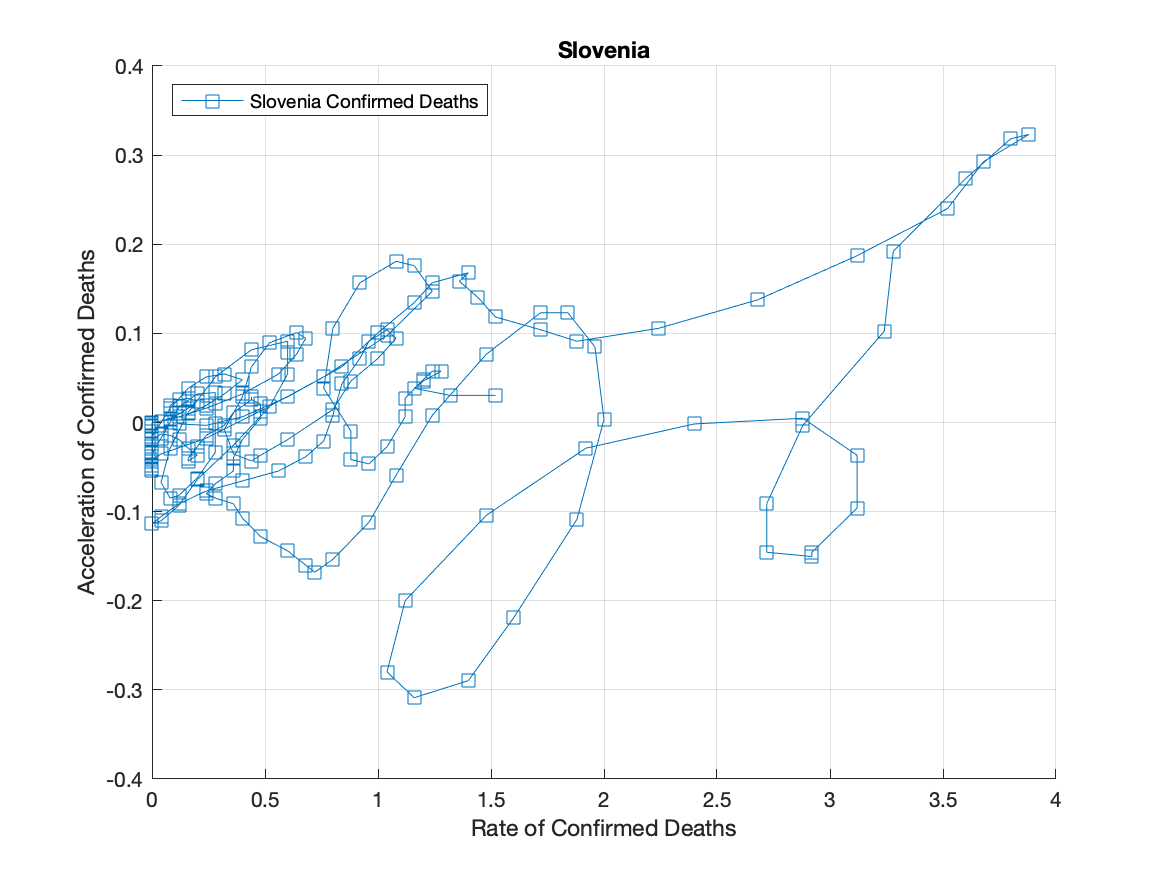 Slovenia
Slovenia Confirmed Deaths
0.4
0.3
0.2
0.1
0
-0.1
-0.2
-0.3
-0.4
Acceleration of Confirmed Deaths
0 0.5 1 1.5 2 2.5 3 3.5 4
Rate of Confirmed Deaths